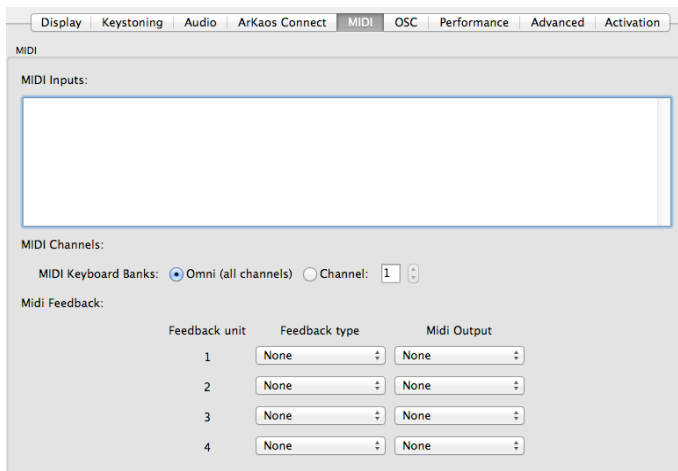 Display Keystoning Audio ArKaos Connect MIDI OSC Performance Advanced Activation
MIDI
MIDI Inputs:
MIDI Channels:
MIDI Keyboard Banks: Omni (all channels) Channel: 1
Midi Feedback:
Feedback unit Feedback type Midi Output
1 None None
2 None None
3 None None
4 None None